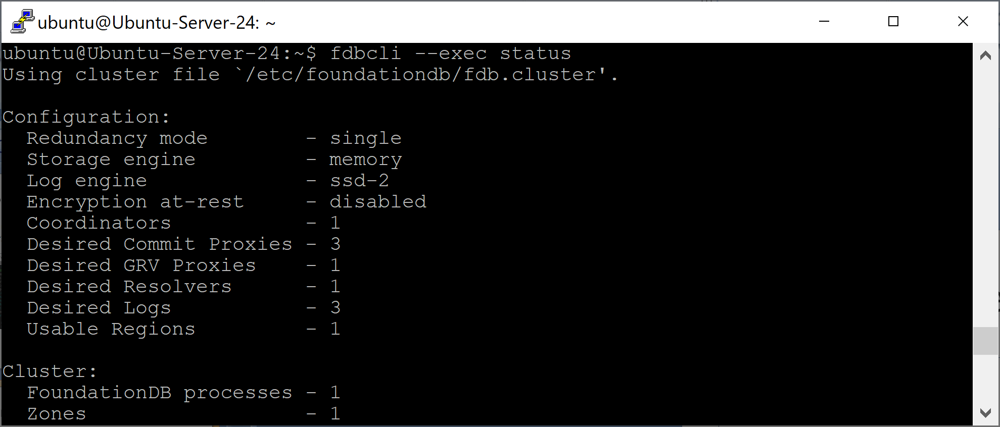 ubuntu@Ubuntu-Server-24: ~
ubuntu@Ubuntu-Server-24:~$ fdbcli --exec status
Using cluster file `/etc/foundationdb/fdb.cluster'.
Configuration:
  Redundancy mode        - single
  Storage engine         - memory
  Log engine             - ssd-2
  Encryption at-rest     - disabled
  Coordinators           - 1
  Desired Commit Proxies - 3
  Desired GRV Proxies    - 1
  Desired Resolvers      - 1
  Desired Logs           - 3
  Usable Regions         - 1
Cluster:
  FoundationDB processes - 1
  Zones                  - 1